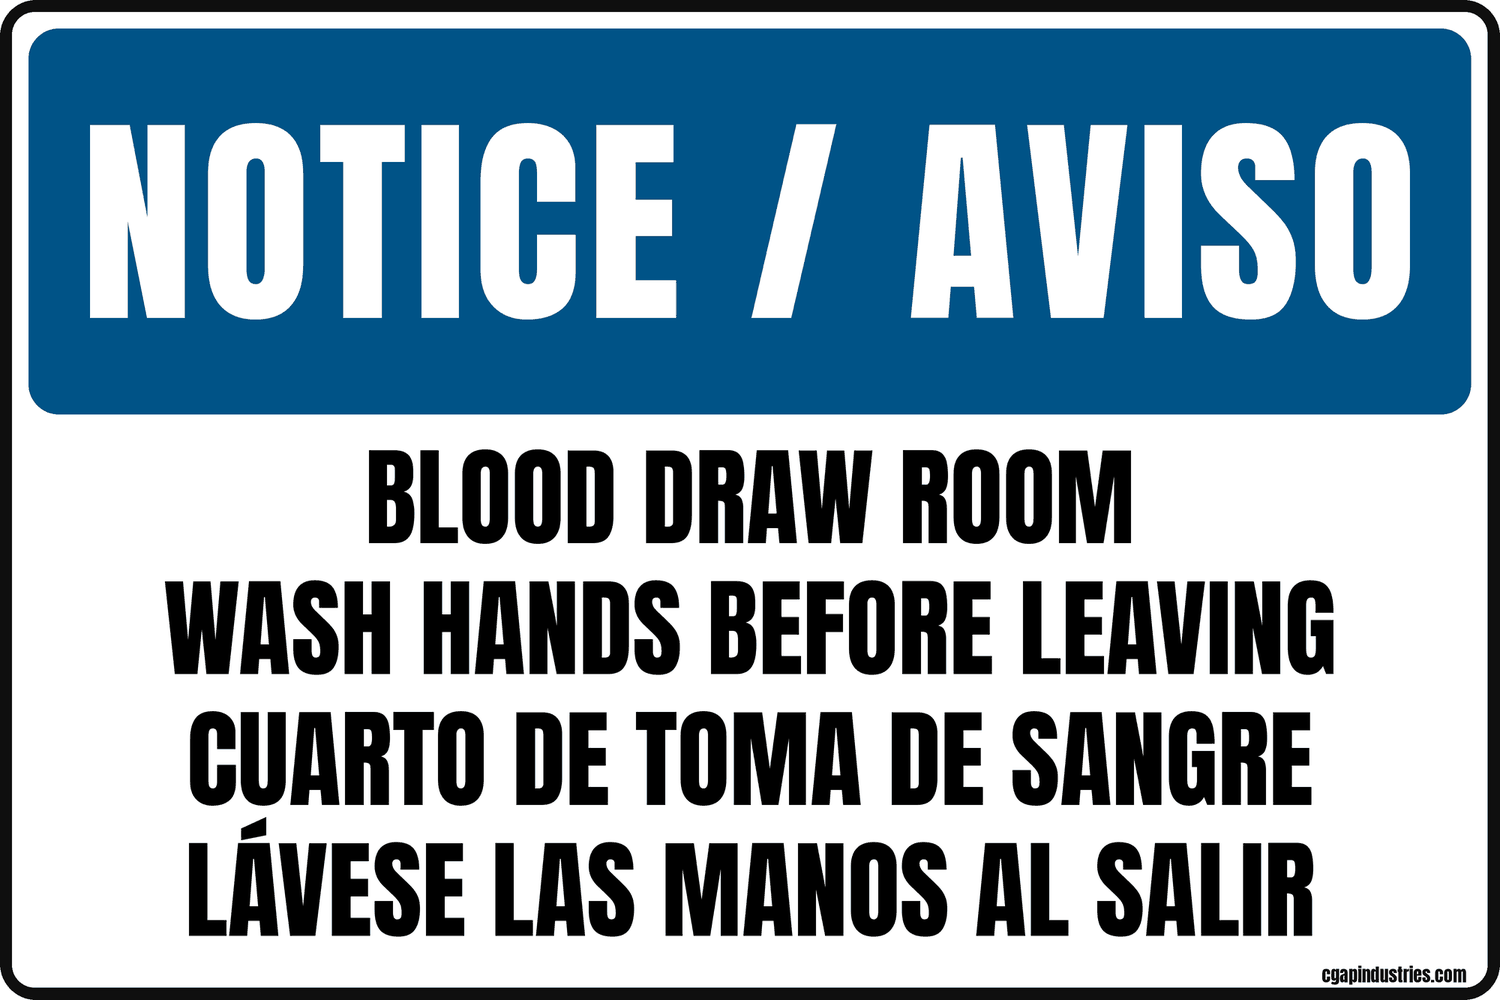 NOTICE / AVISO
BLOOD DRAW ROOM
WASH HANDS BEFORE LEAVING
CUARTO DE TOMA DE SANGRE
LÁVESE LAS MANOS AL SALIR
cgapindustries.com